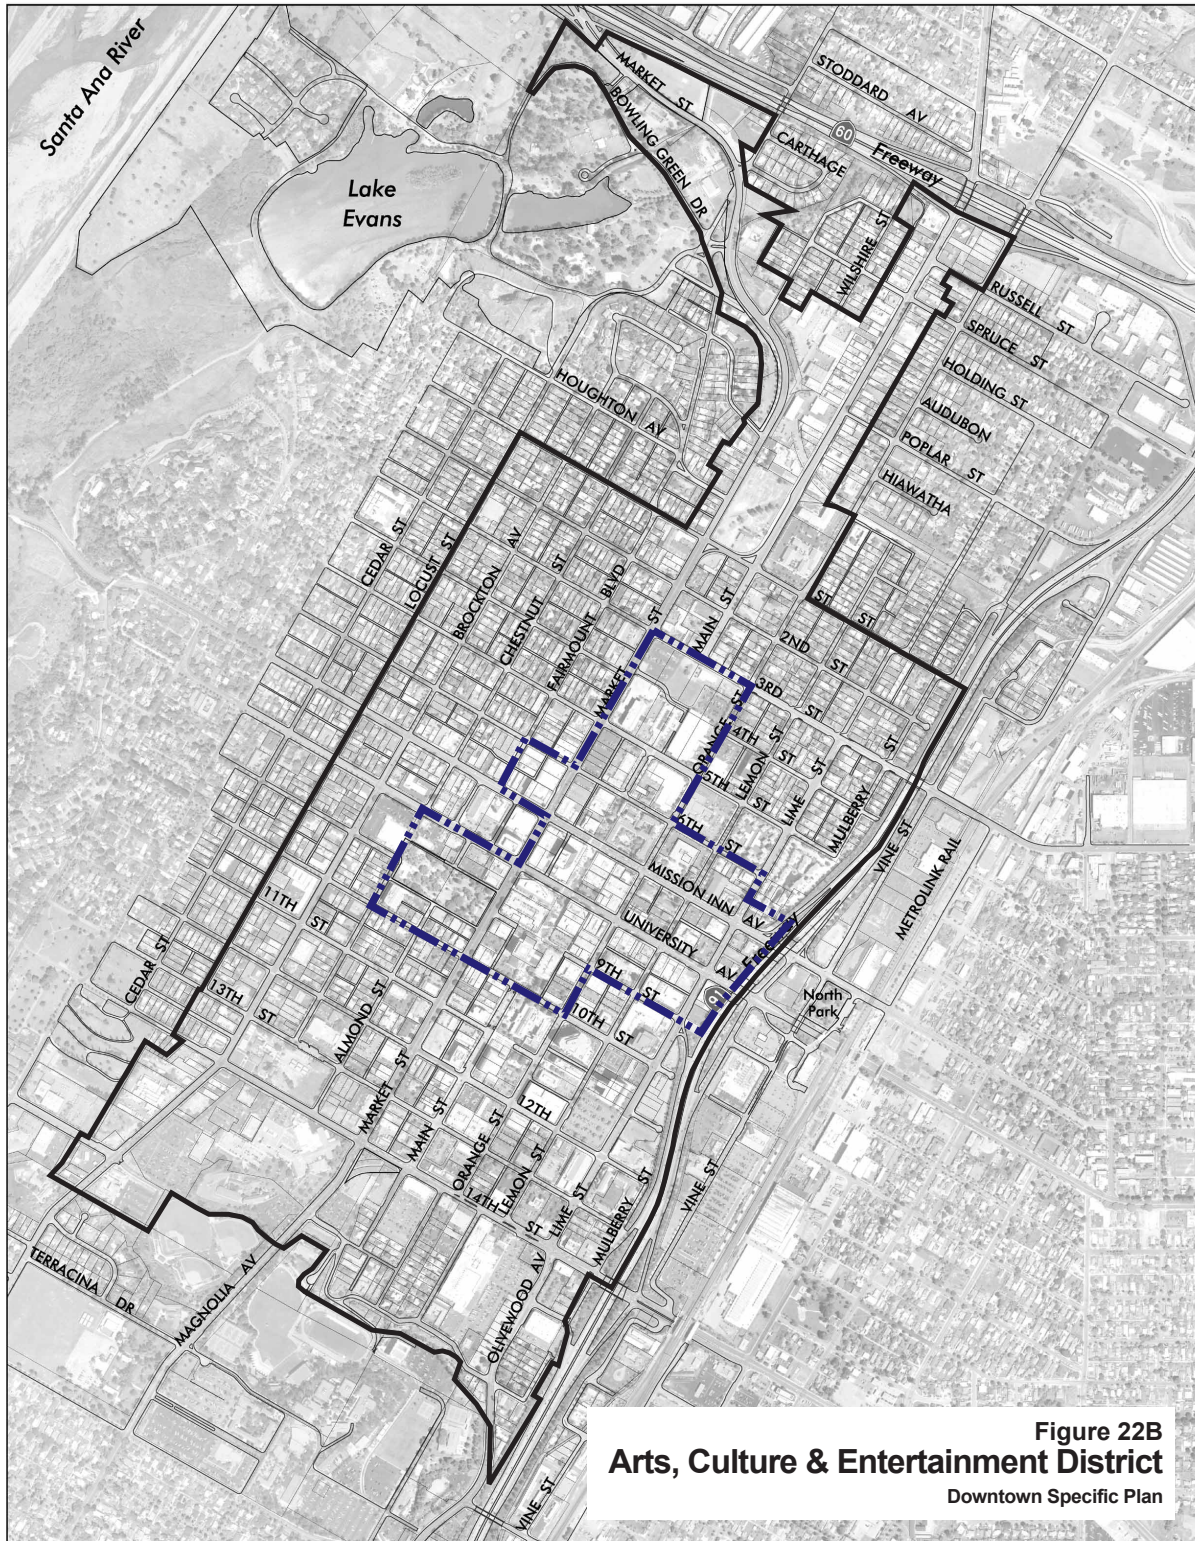 Santa Ana River
Lake
Evans
MARKET ST
BOWLING GREEN DR
STODDARD AV
60
Freeway
CARTHAGE
WILSHIRE ST
RUSSELL ST
SPRUCE ST
HOLDING ST
AUDUBON
POPLAR ST
HIAWATHA
HOUGHTON AV
CEDAR ST
LOCUST ST
BROCKTON AV
CHESTNUT ST
FAIRMOUNT BLVD
MARKET ST
MAIN ST
ST
ST
2ND ST
3RD ST
ORANGE ST
4TH ST
LEMON ST
5TH ST
LIME ST
6TH ST
MULBERRY ST
VINE ST
METROLINK RAIL
MISSION INN AV
UNIVERSITY AV
Freeway
91
North
Park
9TH ST
10TH ST
11TH ST
CEDAR ST
13TH ST
ALMOND ST
MARKET ST
MAIN ST
12TH
ORANGE ST
LEMON ST
14TH ST
LIME ST
MULBERRY ST
VINE ST
OLIVEWOOD AV
MAGNOLIA AV
TERRACINA DR
VINE ST
Figure 22B
Arts, Culture & Entertainment District
Downtown Specific Plan